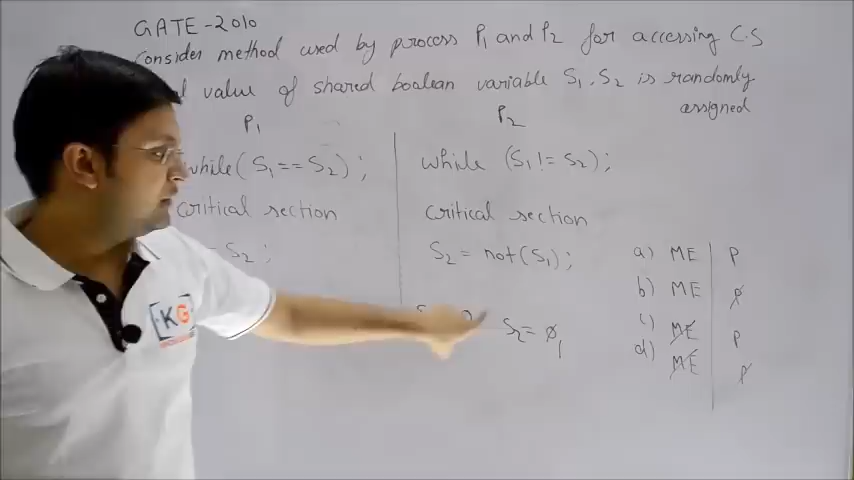 GATE-2010
Consider method used by process P1 and P2 for accessing C.S
value of shared boolean variable S1, S2 is randomly
assigned
P1
P2
while (S1 == S2);
while (S1 != S2);
critical section
critical section
= S2;
S2 = not(S1);
a) ME P
b) ME P
c) ME P
d) ME P
S2 = 0
1
KG